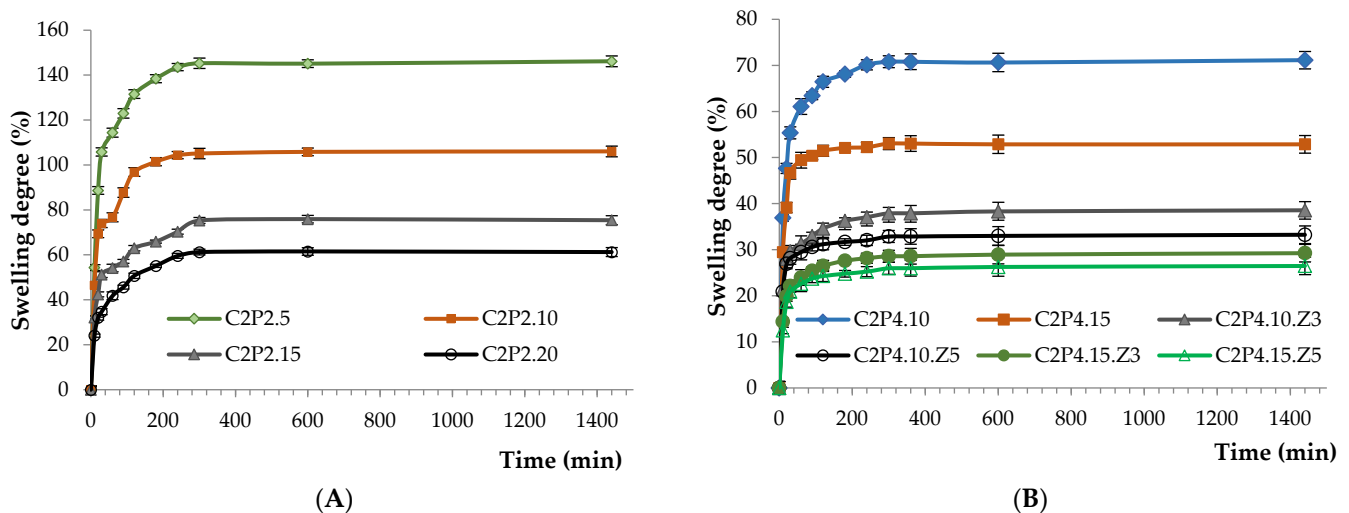 Swelling degree (%)
160
140
120
100
80
60
40
20
0
C2P2.5 C2P2.10
C2P2.15 C2P2.20
0 200 400 600 800 1000 1200 1400
Time (min)
(A)
Swelling degree (%)
80
70
60
50
40
30
20
10
0
C2P4.10 C2P4.15 C2P4.10.Z3
C2P4.10.Z5 C2P4.15.Z3 C2P4.15.Z5
0 200 400 600 800 1000 1200 1400
Time (min)
(B)